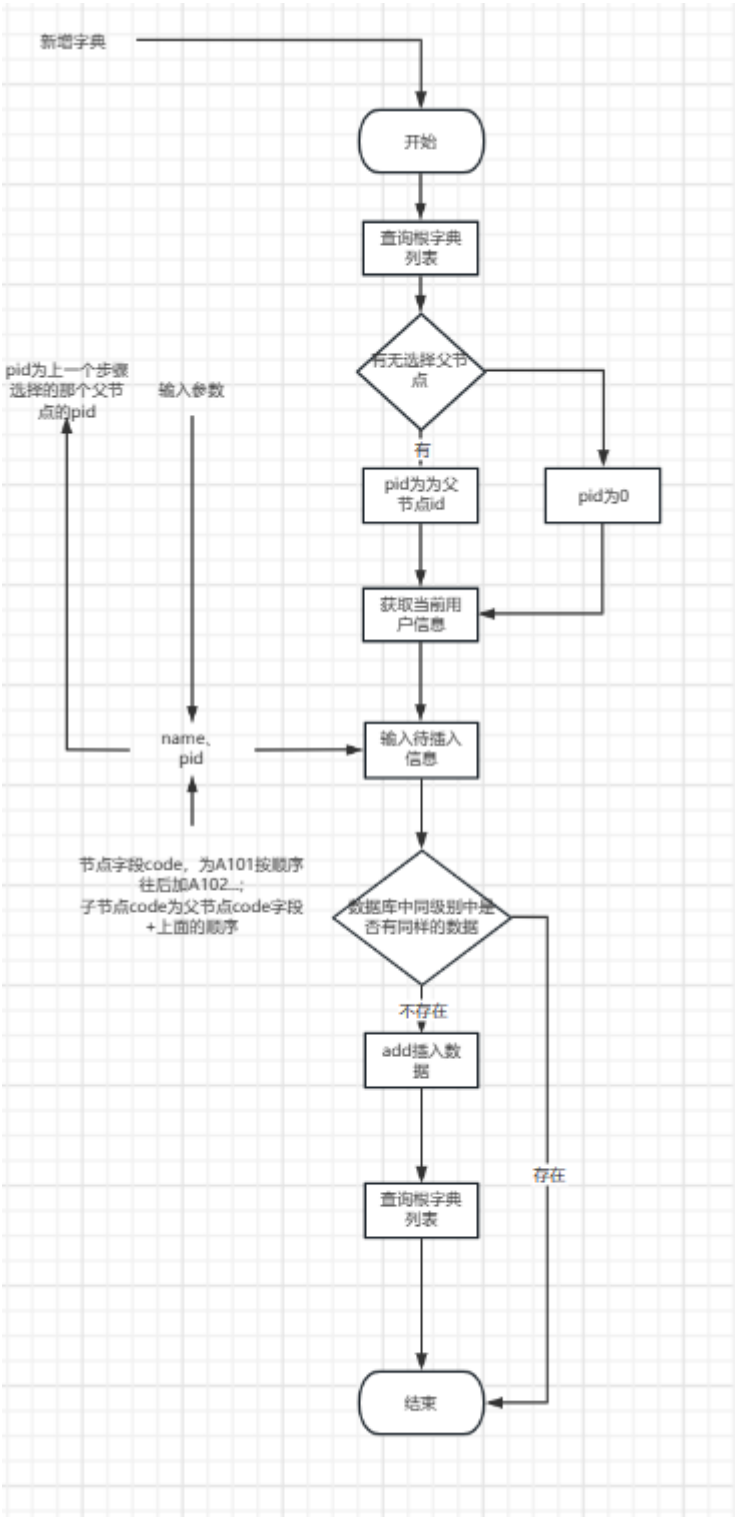 新增字典
开始
查询根字典
列表
有无选择父节
点
pid为上一个步骤
选择的那个父节
点的pid
输入参数
有
pid为为父
节点id
pid为0
获取当前用
户信息
name、
pid
输入待插入
信息
节点字段code，为A101按顺序
往后加A102...;
子节点code为父节点code字段
+上面的顺序
数据库中同级别中是
否有同样的数据
不存在
add插入数
据
存在
查询根字典
列表
结束